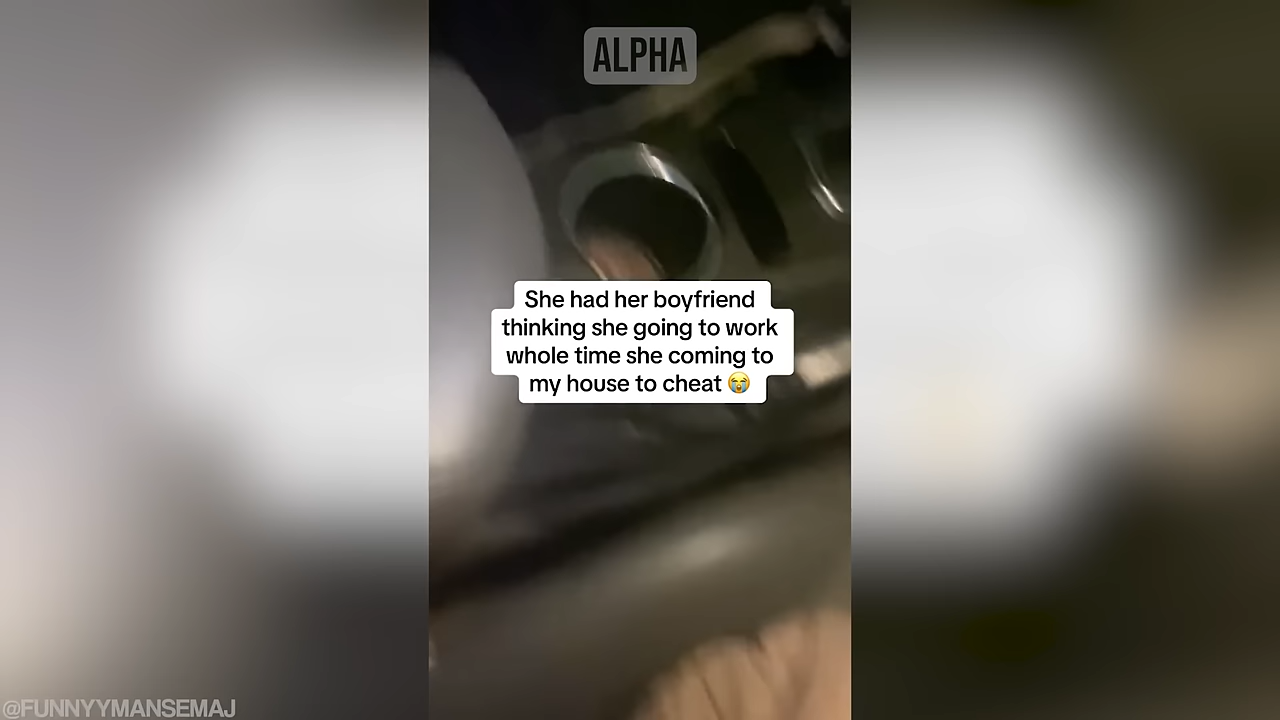 ALPHA
She had her boyfriend
thinking she going to work
whole time she coming to
my house to cheat 😭
@FUNNYYMANSEMAJ